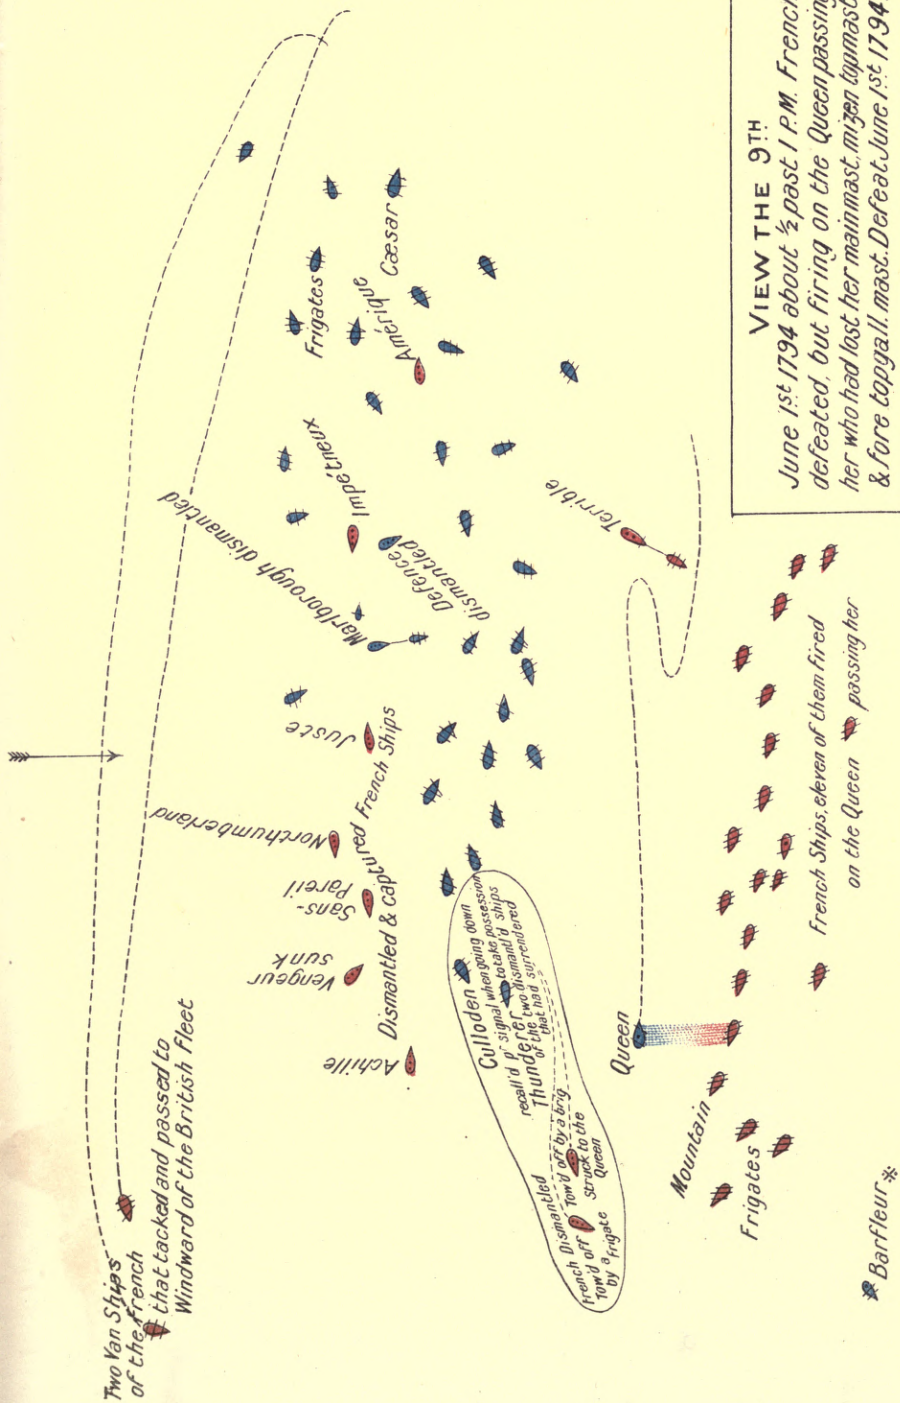 VIEW THE 9TH
June 1st 1794 about ½ past 1 P.M. French
defeated, but firing on the Queen passing
her who had lost her mainmast, mizen topmast
& fore topgall. mast. Defeat June 1st 1794
Two Van Ships
of the French
that tacked and passed to
Windward of the British Fleet
Achille
Vengeur
sunk
Sans-
Pareil
Northumberland
Juste
Dismantled & captured French Ships
Marlborough dismantled
Defence
dismantled
Impétueux
Frigates
Amérique
Cæsar
Terrible
Culloden
when going down
recall'd pr signal to take possession
Thunderer
of the two dismantl'd ships
that had surrendered
French Dismantled
Tow'd off
Tow'd off by a brig
by a Frigate
Struck to the
Queen
Queen
Mountain
Frigates
French Ships, eleven of them fired
on the Queen passing her
Barfleur *